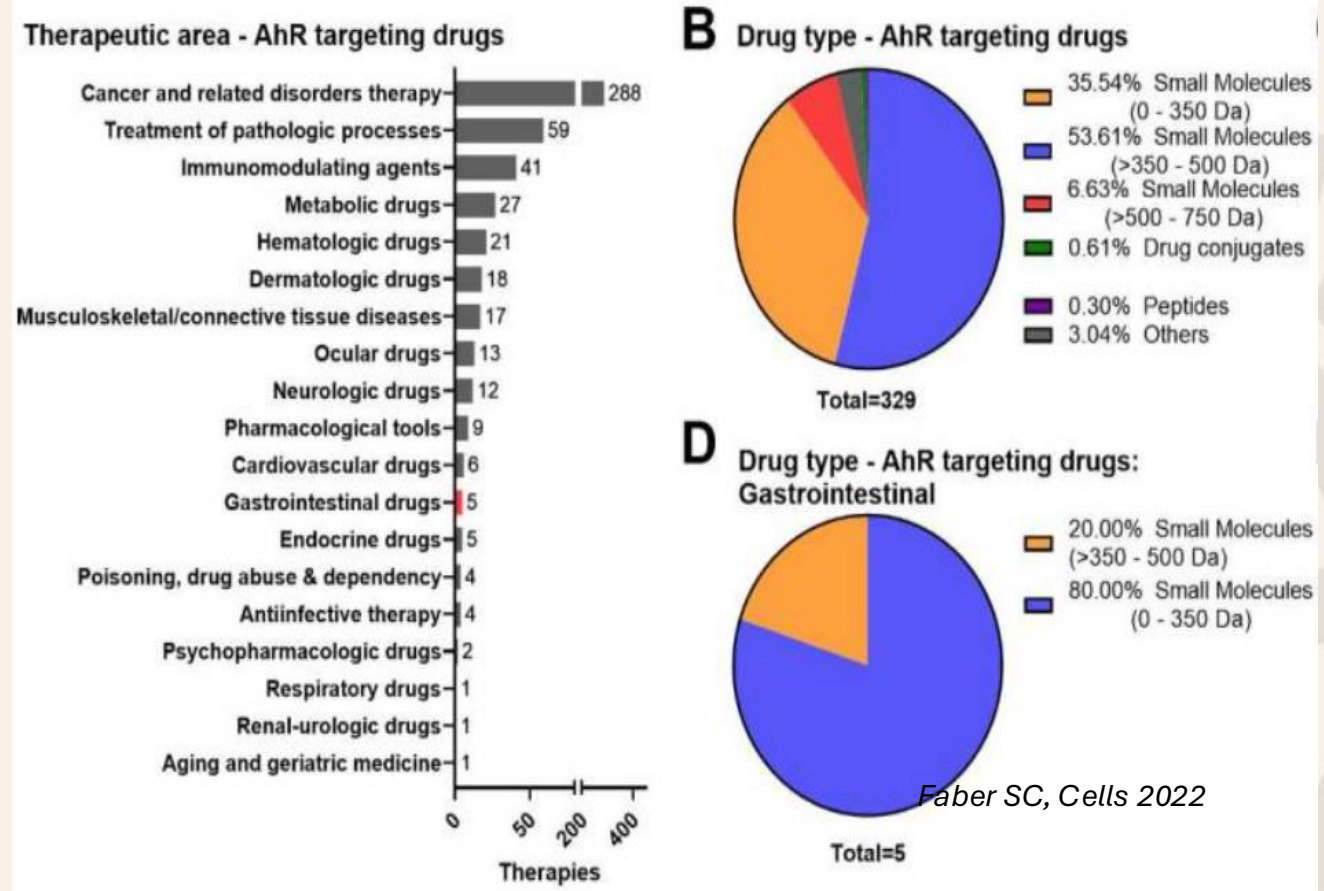 Therapeutic area - AhR targeting drugs
Cancer and related disorders therapy 288
Treatment of pathologic processes 59
Immunomodulating agents 41
Metabolic drugs 27
Hematologic drugs 21
Dermatologic drugs 18
Musculoskeletal/connective tissue diseases 17
Ocular drugs 13
Neurologic drugs 12
Pharmacological tools 9
Cardiovascular drugs 6
Gastrointestinal drugs 5
Endocrine drugs 5
Poisoning, drug abuse & dependency 4
Antiinfective therapy 4
Psychopharmacologic drugs 2
Respiratory drugs 1
Renal-urologic drugs 1
Aging and geriatric medicine 1
0 50 200 400
Therapies
B Drug type - AhR targeting drugs
35.54% Small Molecules
(0 - 350 Da)
53.61% Small Molecules
(>350 - 500 Da)
6.63% Small Molecules
(>500 - 750 Da)
0.61% Drug conjugates
0.30% Peptides
3.04% Others
Total=329
D Drug type - AhR targeting drugs:
Gastrointestinal
20.00% Small Molecules
(>350 - 500 Da)
80.00% Small Molecules
(0 - 350 Da)
Faber SC, Cells 2022
Total=5